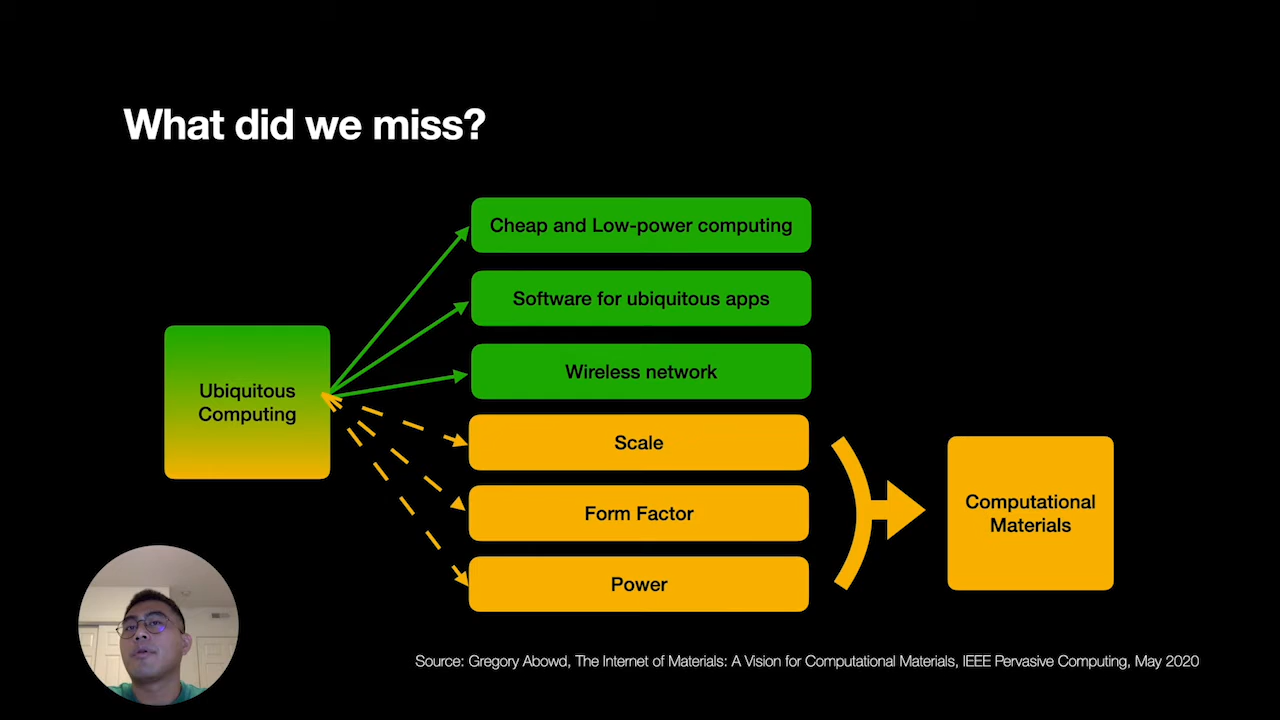 What did we miss?
Cheap and Low-power computing
Software for ubiquitous apps
Wireless network
Ubiquitous
Computing
Scale
Form Factor
Power
Computational
Materials
Source: Gregory Abowd, The Internet of Materials: A Vision for Computational Materials, IEEE Pervasive Computing, May 2020